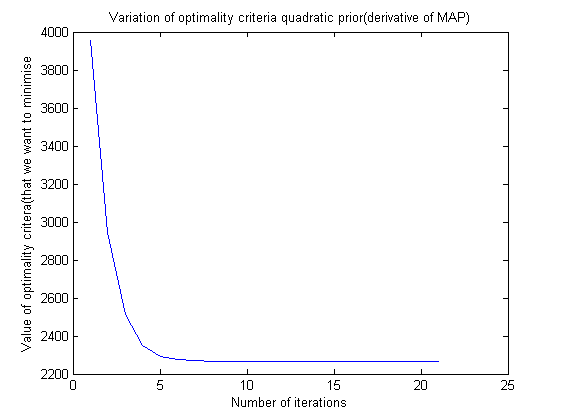 Variation of optimality criteria quadratic prior(derivative of MAP)
Value of optimality critera(that we want to minimise
4000
3800
3600
3400
3200
3000
2800
2600
2400
2200
0 5 10 15 20 25
Number of iterations